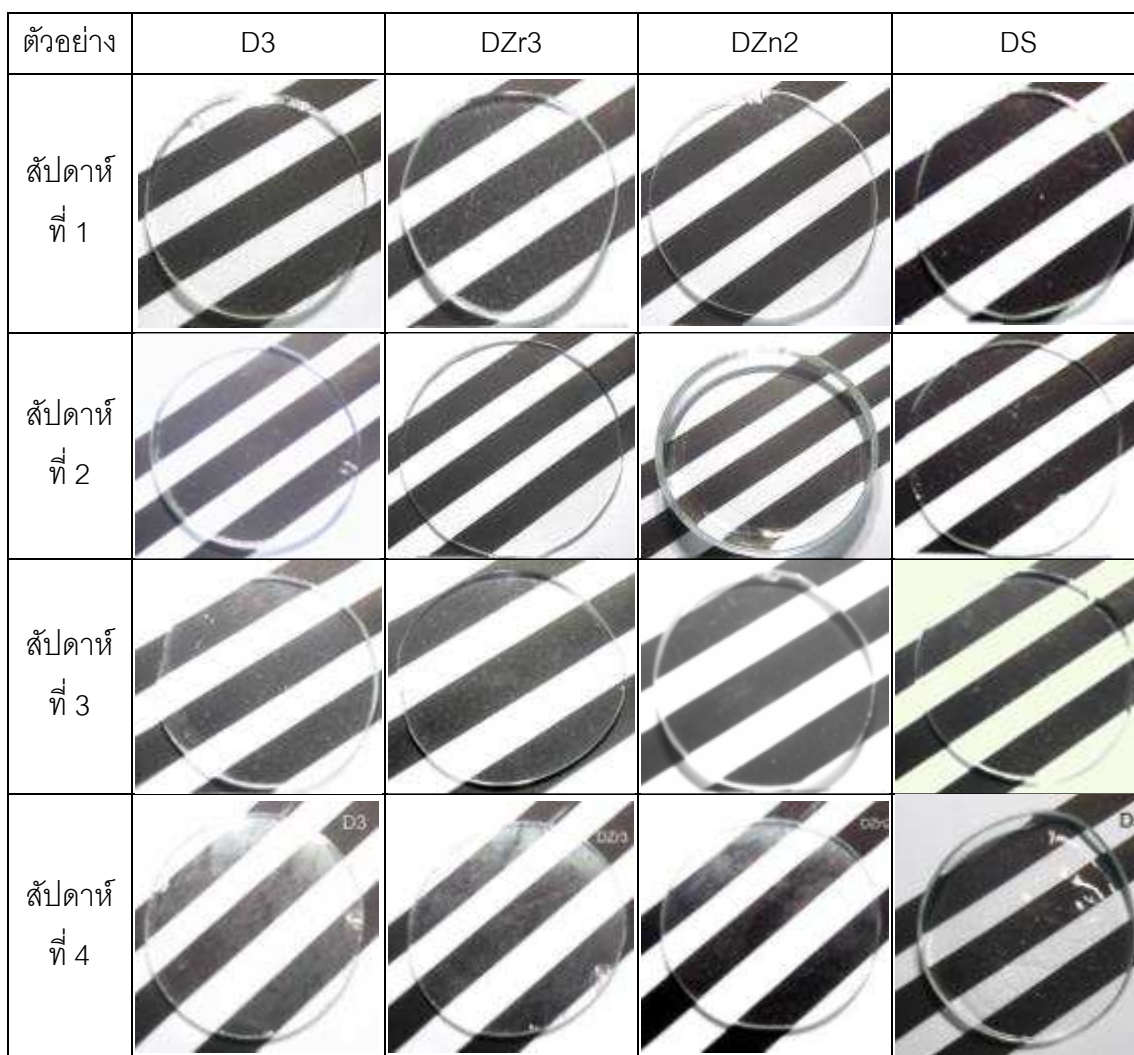 ตัวอย่าง D3 DZr3 DZn2 DS
สัปดาห์
ที่ 1
สัปดาห์
ที่ 2
สัปดาห์
ที่ 3
สัปดาห์
ที่ 4
D3
DZr3